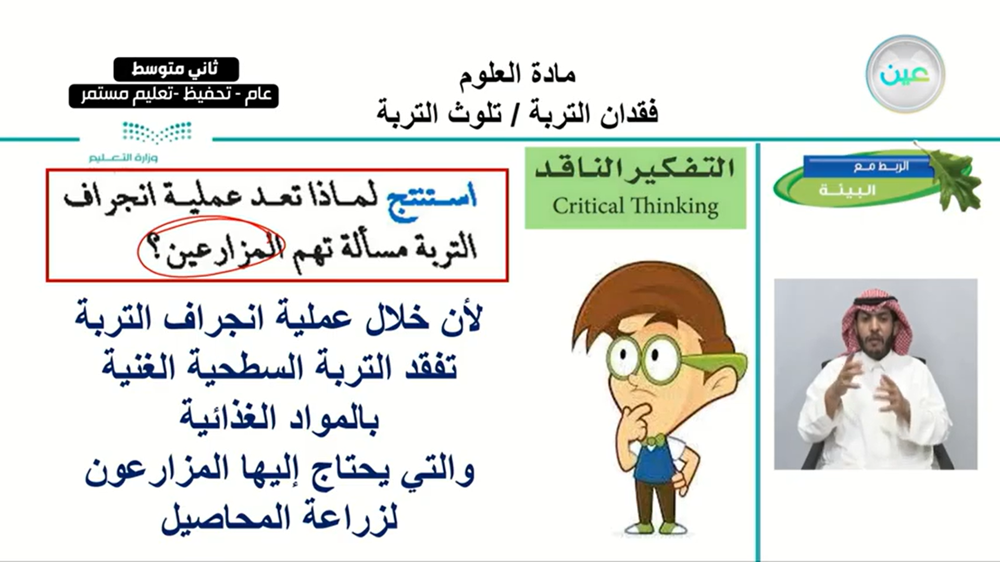 ثاني متوسط
عام - تحفيظ -تعليم مستمر
مادة العلوم
فقدان التربة / تلوث التربة
عين
وزارة التعليم
الربط مع
البيئة
التفكير الناقد
Critical Thinking
استنتج لماذا تعد عملية انجراف
التربة مسألة تهم المزارعين؟
لأن خلال عملية انجراف التربة
تفقد التربة السطحية الغنية
بالمواد الغذائية
والتي يحتاج إليها المزارعون
لزراعة المحاصيل